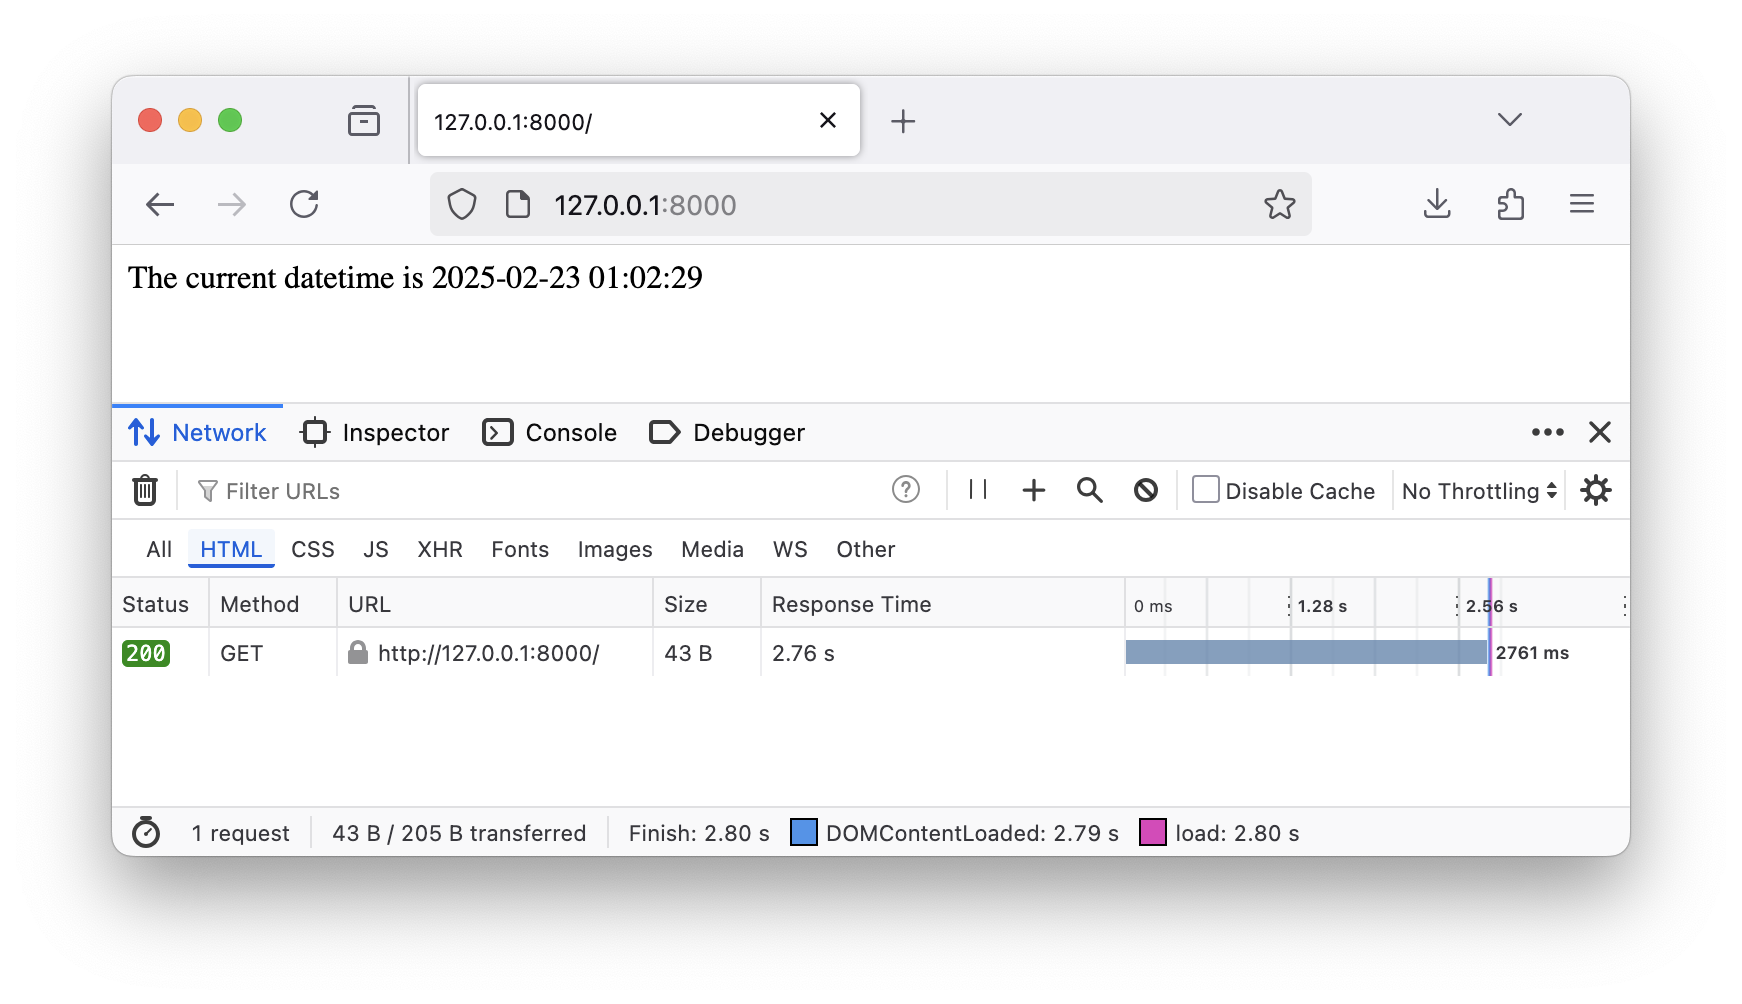 127.0.0.1:8000/
127.0.0.1:8000
The current datetime is 2025-02-23 01:02:29
Network Inspector Console Debugger
Filter URLs Disable Cache No Throttling
All HTML CSS JS XHR Fonts Images Media WS Other
Status Method URL Size Response Time 0 ms 1.28 s 2.56 s
200 GET http://127.0.0.1:8000/ 43 B 2.76 s 2761 ms
1 request 43 B / 205 B transferred Finish: 2.80 s DOMContentLoaded: 2.79 s load: 2.80 s